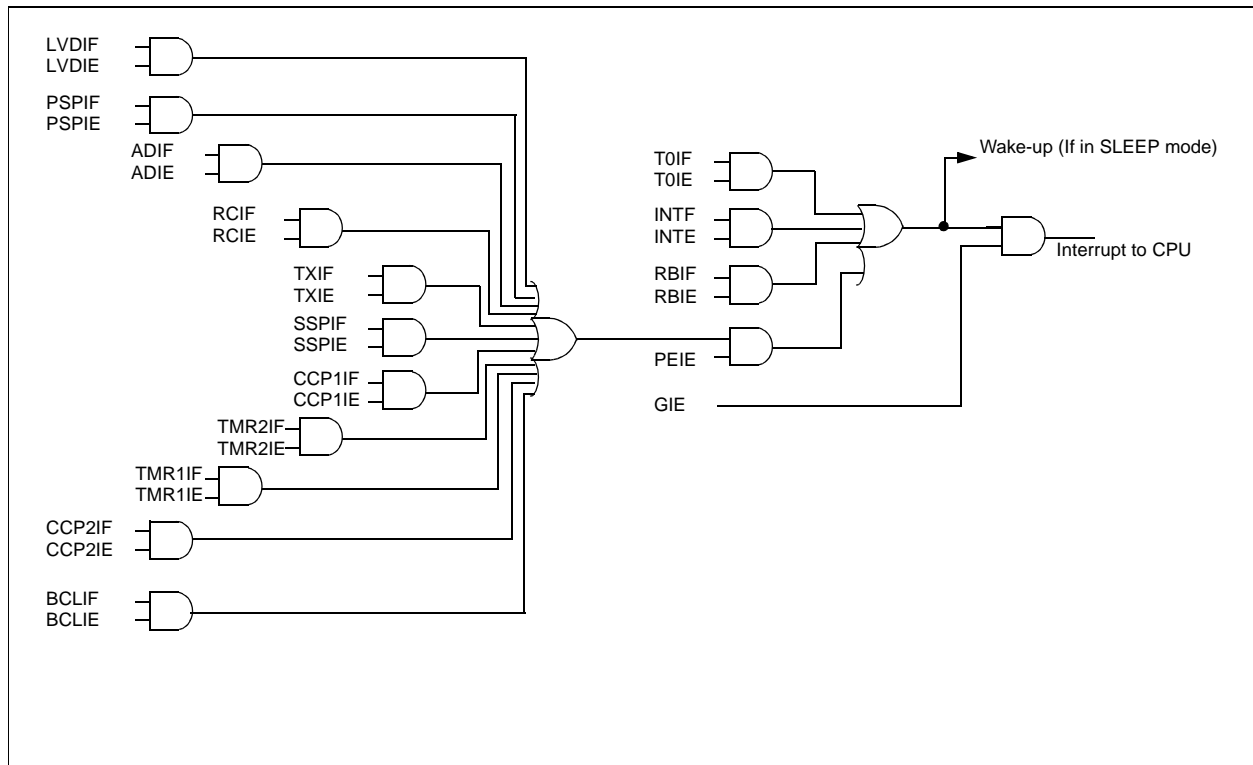 LVDIF
LVDIE
PSPIF
PSPIE
ADIF
ADIE
RCIF
RCIE
TXIF
TXIE
SSPIF
SSPIE
CCP1IF
CCP1IE
TMR2IF
TMR2IE
TMR1IF
TMR1IE
CCP2IF
CCP2IE
BCLIF
BCLIE
T0IF
T0IE
INTF
INTE
RBIF
RBIE
PEIE
GIE
Wake-up (If in SLEEP mode)
Interrupt to CPU